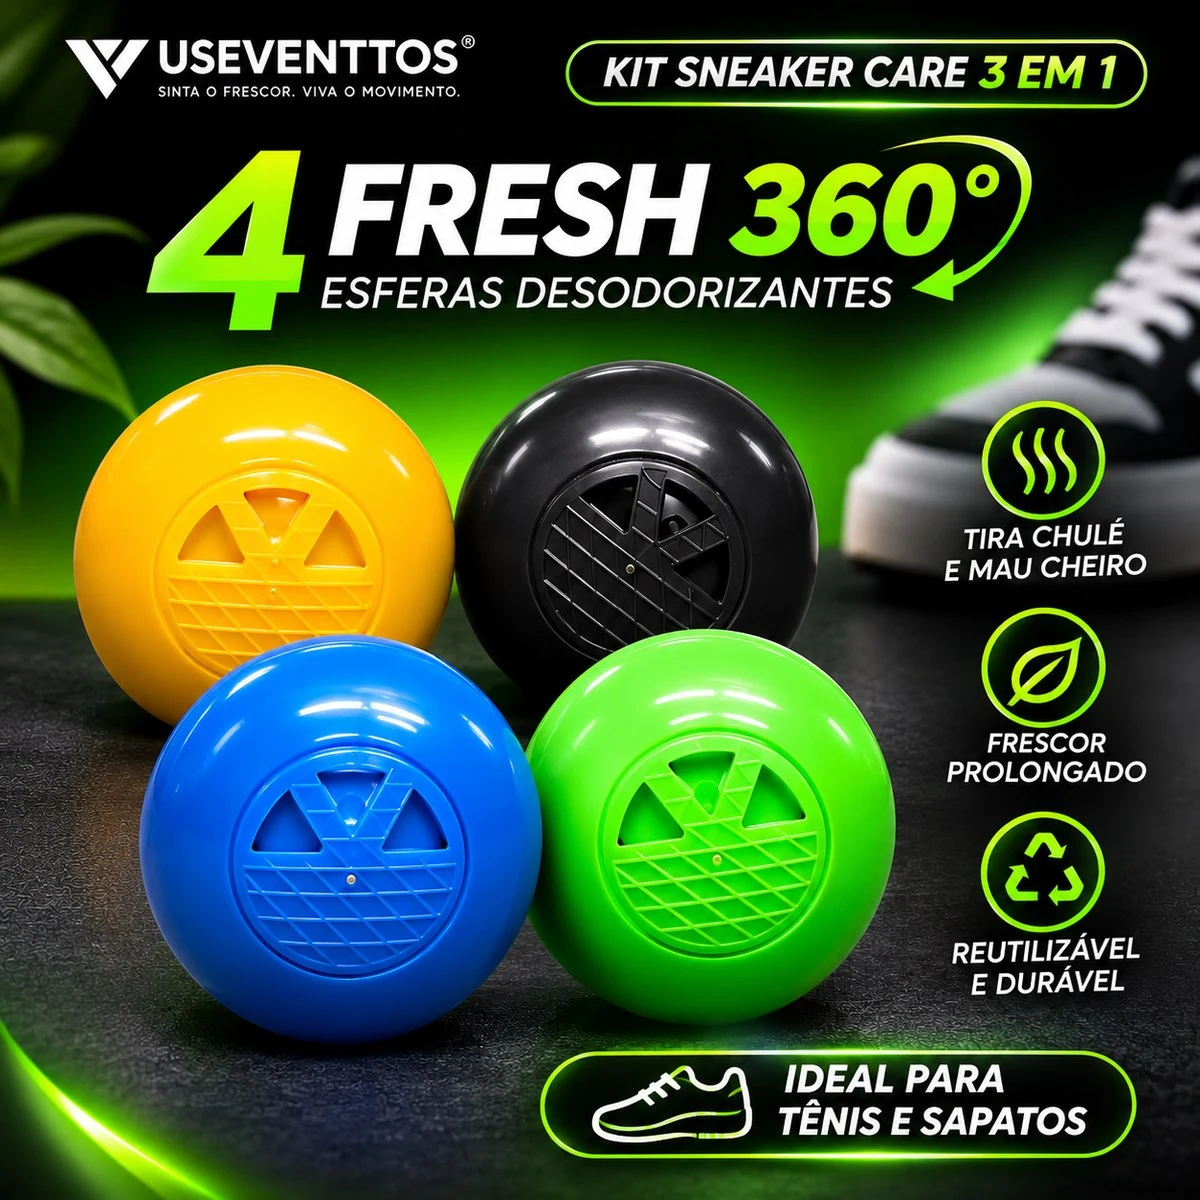 USEVENTTOS®
SINTA O FRESCOR. VIVA O MOVIMENTO.
KIT SNEAKER CARE 3 EM 1
4 FRESH 360°
ESFERAS DESODORIZANTES
TIRA CHULÉ
E MAU CHEIRO
FRESCOR
PROLONGADO
REUTILIZÁVEL
E DURÁVEL
IDEAL PARA
TÊNIS E SAPATOS